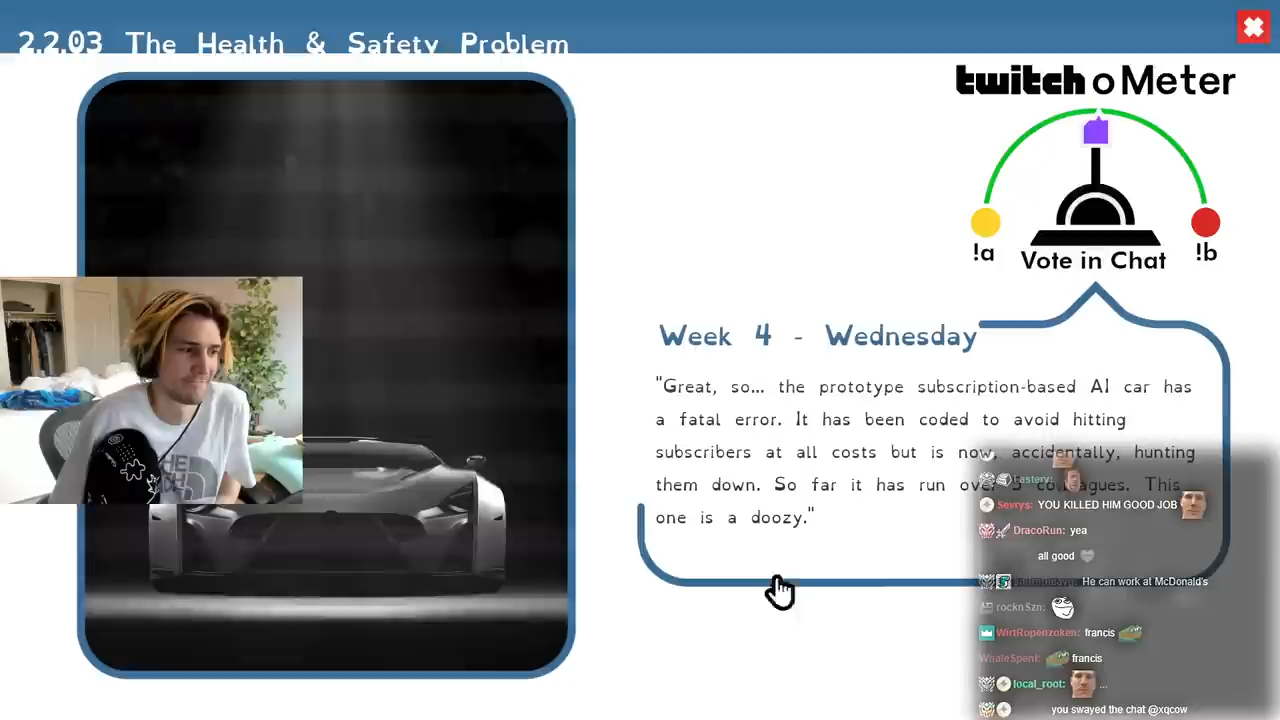 2.2.03 The Health & Safety Problem
twitch o Meter
!a
Vote in Chat
!b
Week 4 - Wednesday
"Great, so... the prototype subscription-based AI car has
a fatal error. It has been coded to avoid hitting
subscribers at all costs but is now, accidentally, hunting
them down. So far it has run over 3 colleagues. This
one is a doozy."
Fastery:
Sevrys: YOU KILLED HIM GOOD JOB
DracoRun: yea
all good
He can work at McDonald's
rocknSzn:
WirtRopenzoken: francis
WhaleSpent: francis
local_root: ...
you swayed the chat @xqcow